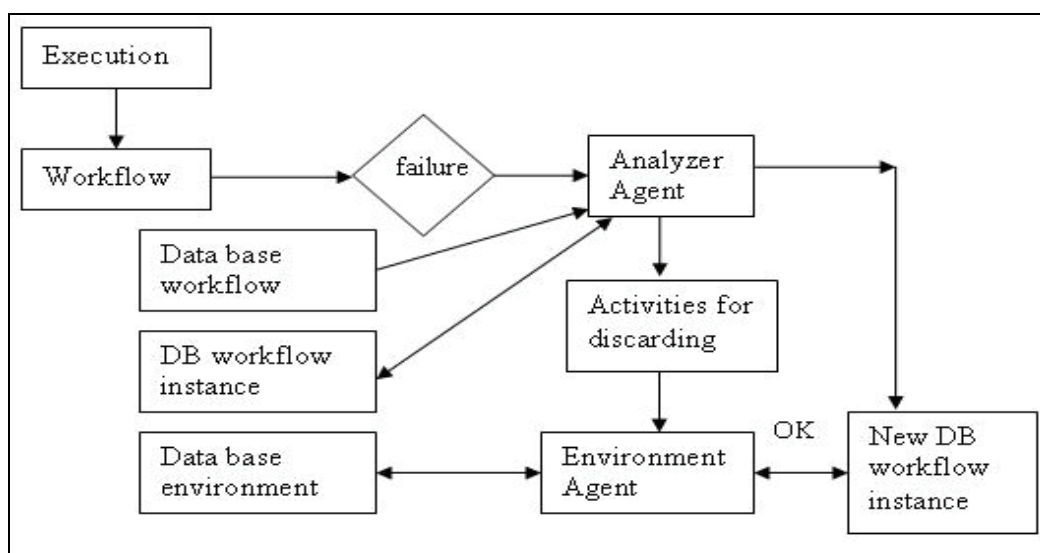 Execution
Workflow
failure
Analyzer
Agent
Data base
workflow
Activities for
discarding
DB workflow
instance
OK
Data base
environment
Environment
Agent
New DB
workflow
instance